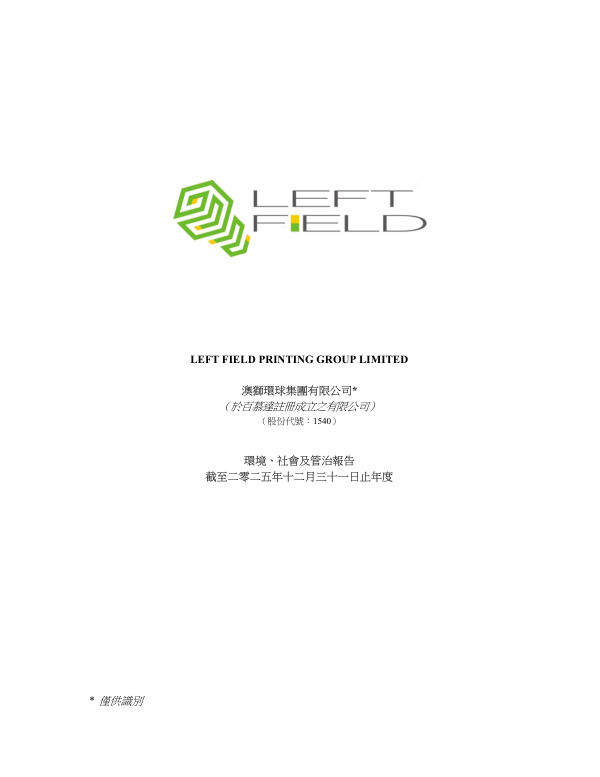 LEFT
FIELD
LEFT FIELD PRINTING GROUP LIMITED
澳獅環球集團有限公司*
（於百慕達註冊成立之有限公司）
（股份代號：1540）
環境、社會及管治報告
截至二零二五年十二月三十一日止年度
* 僅供識別